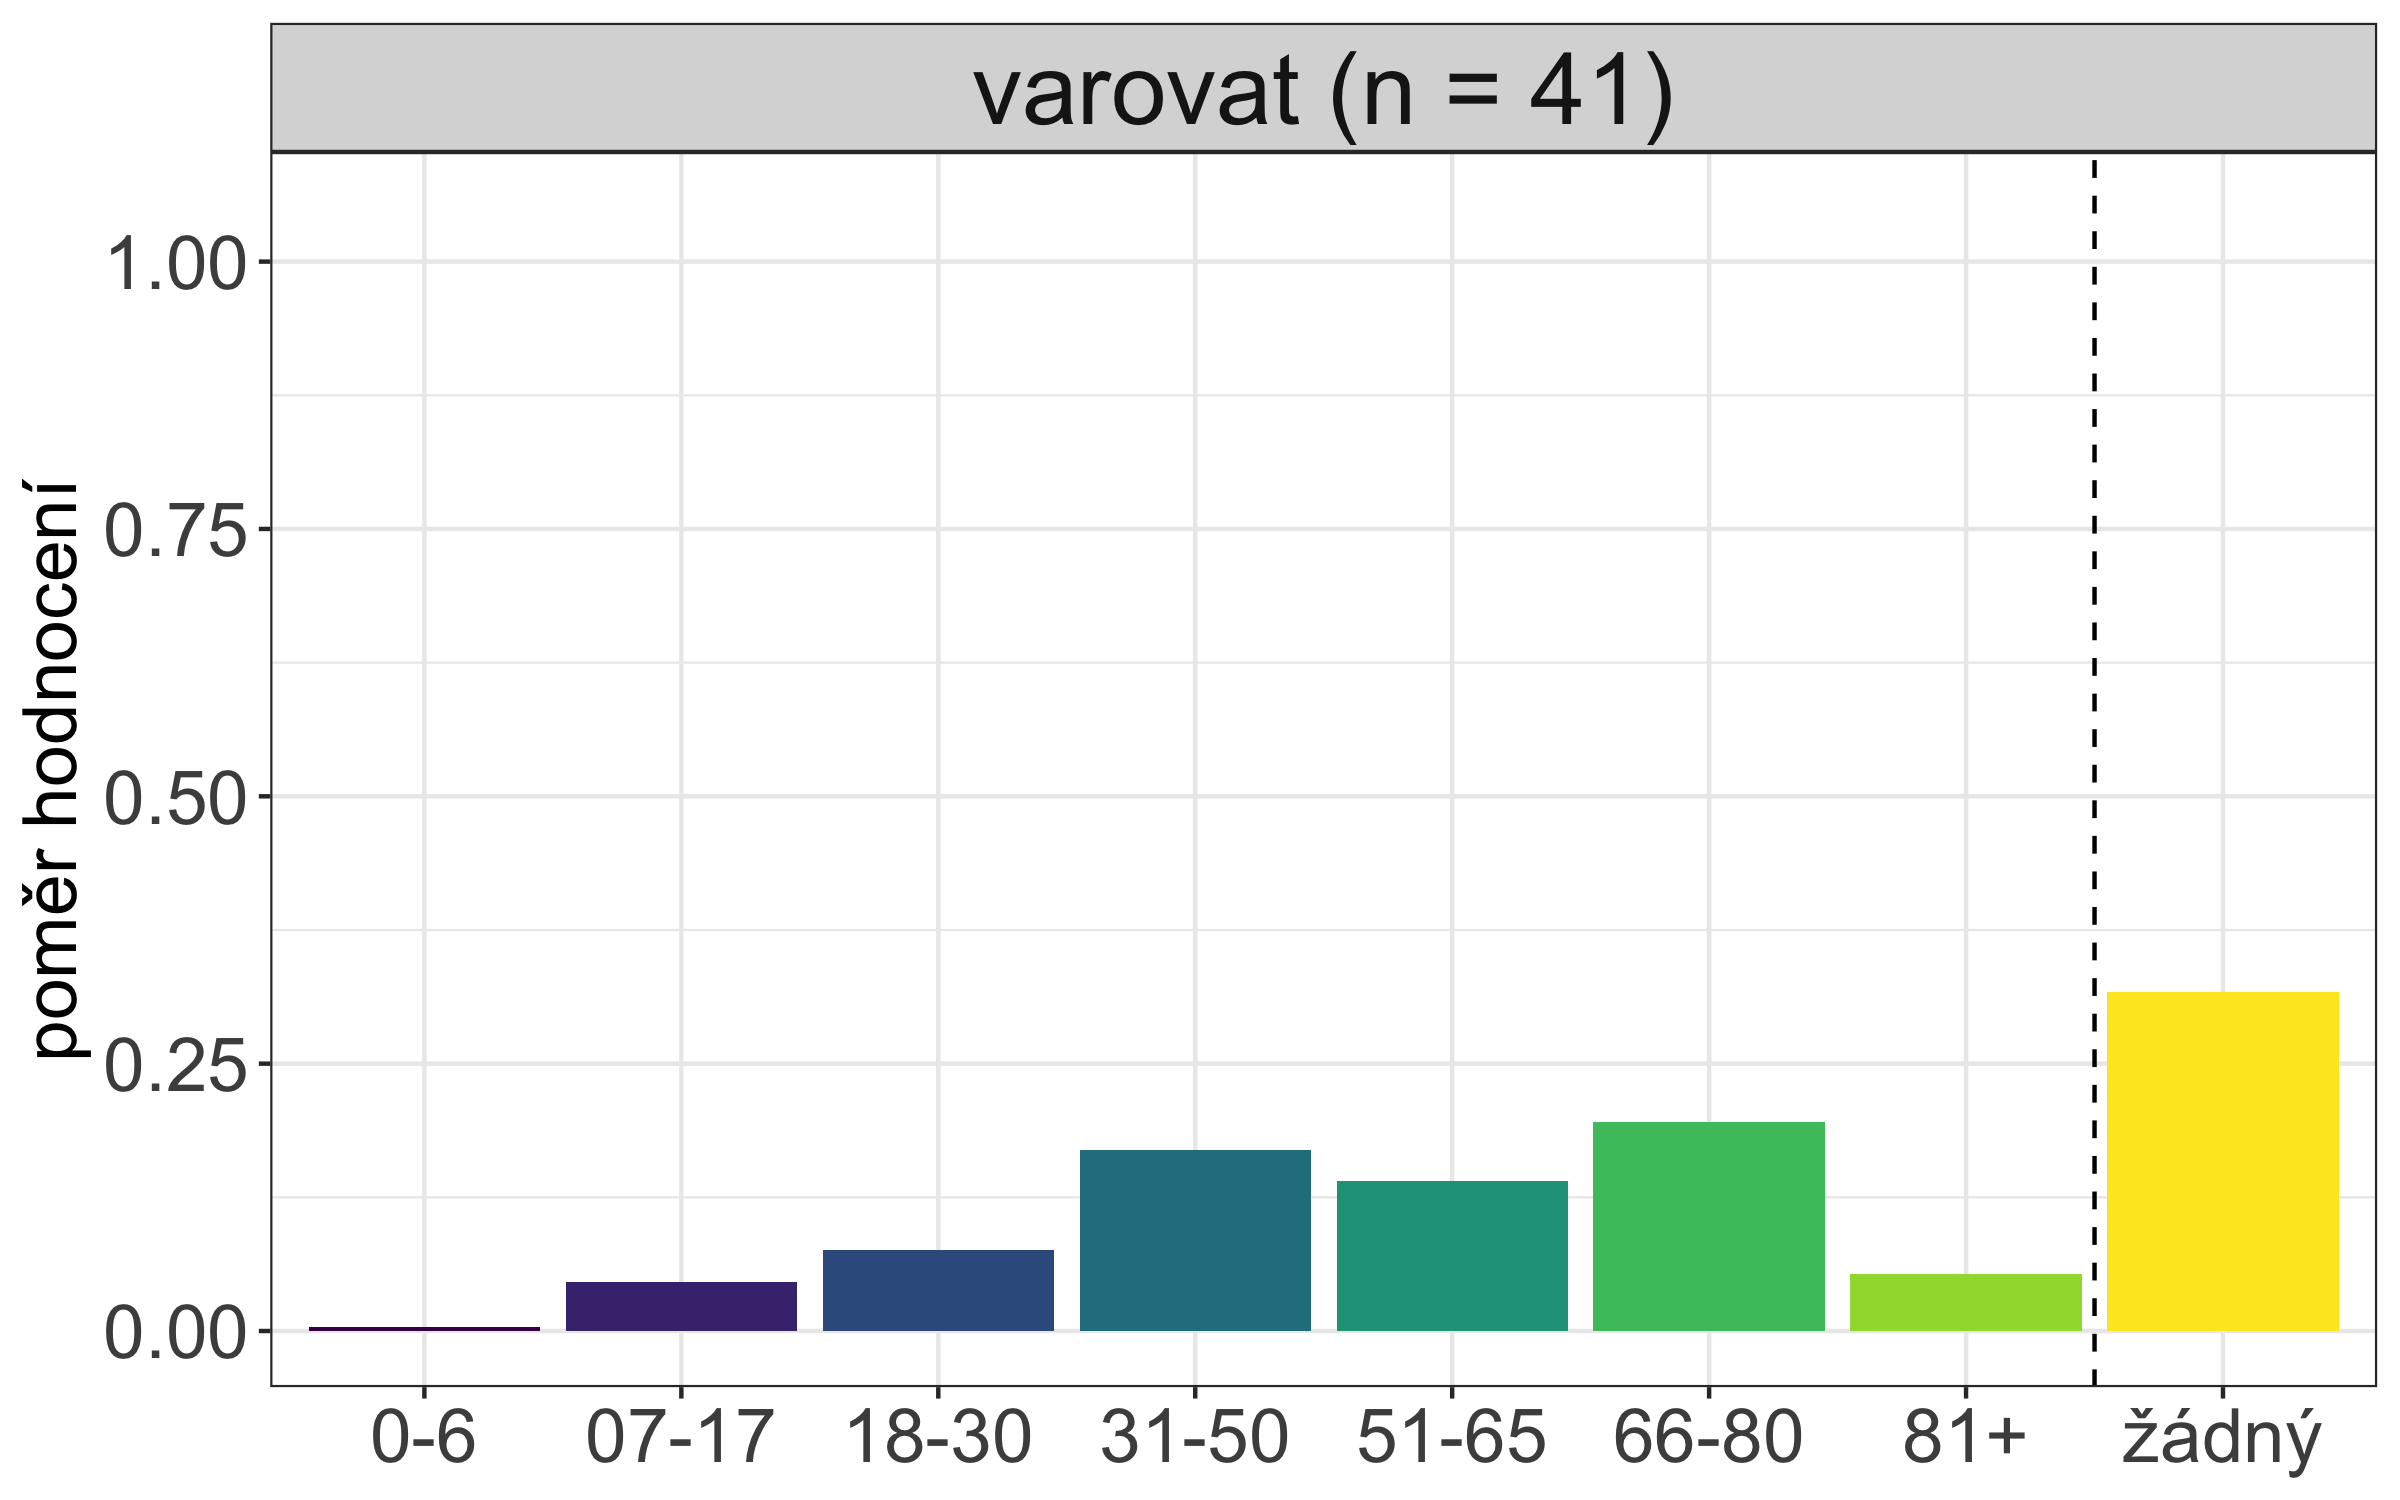 varovat (n = 41)
poměr hodnocení
1.00
0.75
0.50
0.25
0.00
0-6 07-17 18-30 31-50 51-65 66-80 81+ žádný